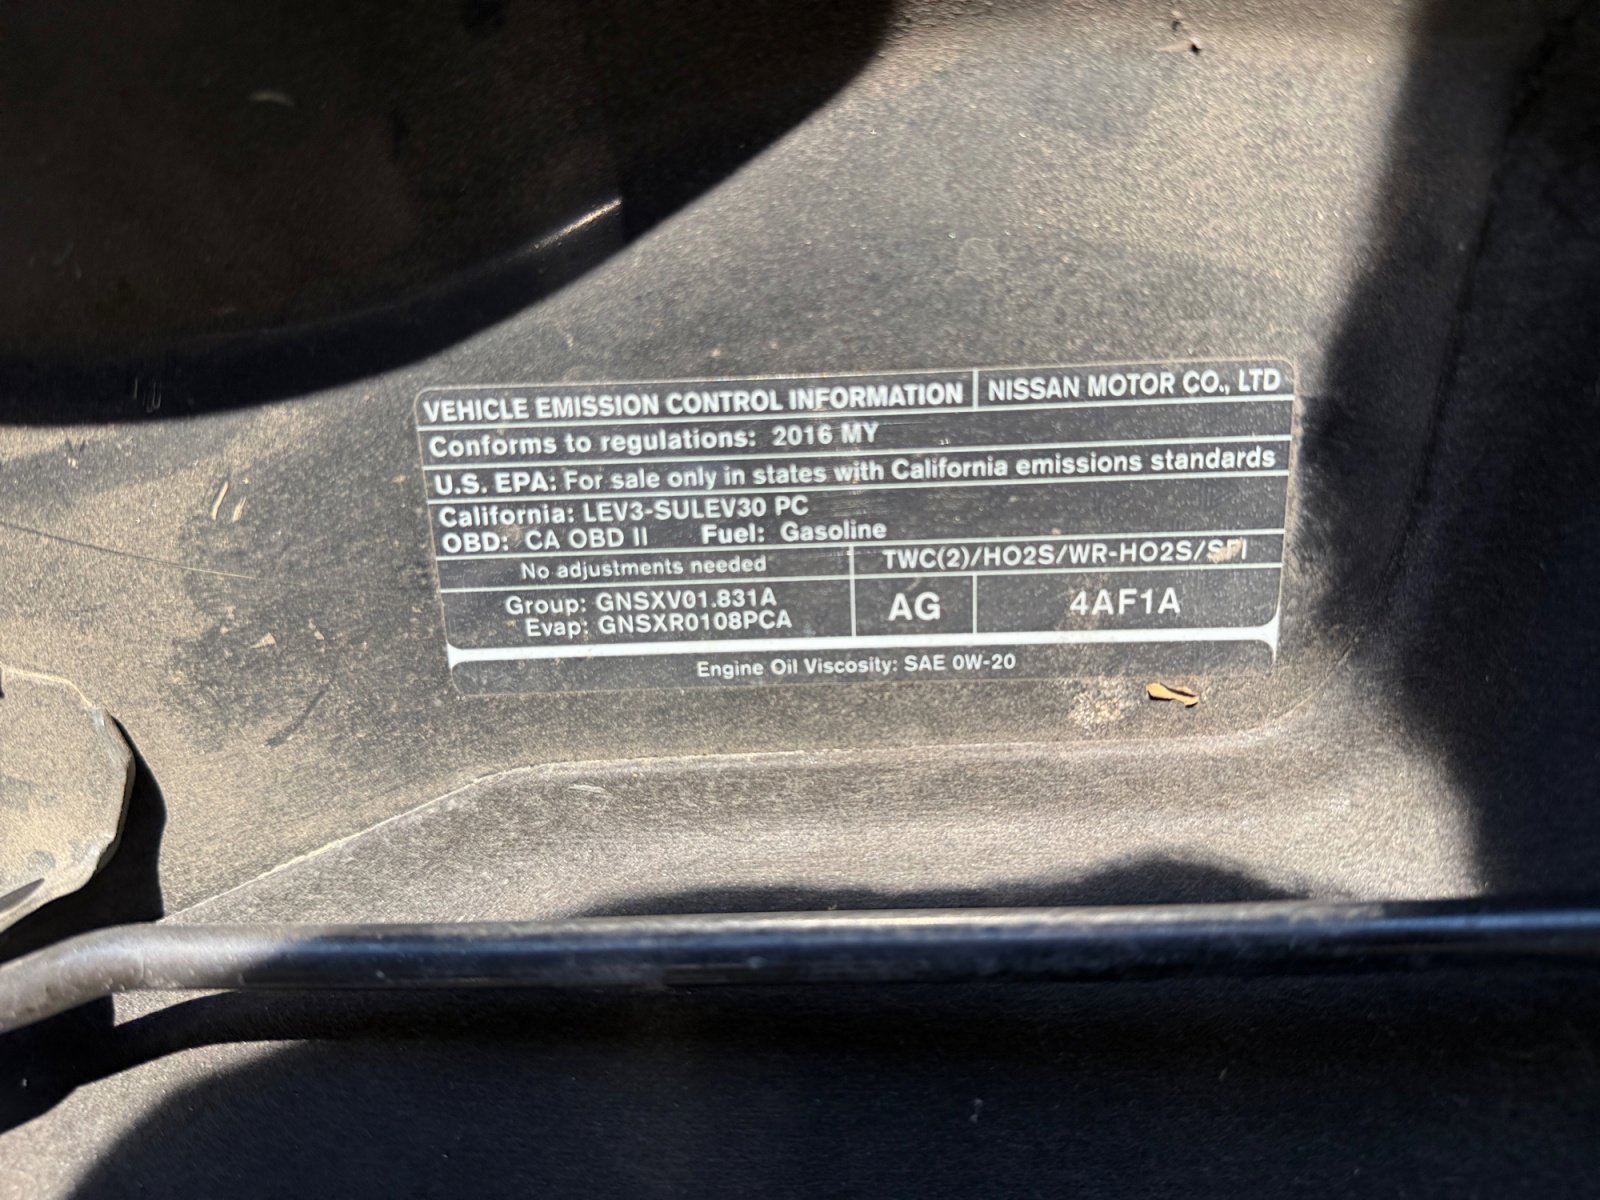 VEHICLE EMISSION CONTROL INFORMATION NISSAN MOTOR CO., LTD
Conforms to regulations: 2016 MY
U.S. EPA: For sale only in states with California emissions standards
California: LEV3-SULEV30 PC
OBD: CA OBD II Fuel: Gasoline
No adjustments needed TWC(2)/HO2S/WR-HO2S/SFI
Group: GNSXV01.831A AG 4AF1A
Evap: GNSXR0108PCA
Engine Oil Viscosity: SAE 0W-20